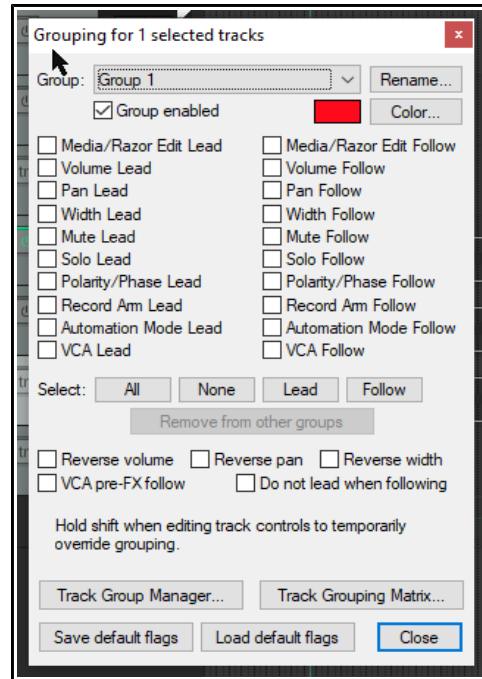 Grouping for 1 selected tracks x
Group: Group 1 Rename...
Group enabled Color...
Media/Razor Edit Lead Media/Razor Edit Follow
Volume Lead Volume Follow
Pan Lead Pan Follow
Width Lead Width Follow
Mute Lead Mute Follow
Solo Lead Solo Follow
Polarity/Phase Lead Polarity/Phase Follow
Record Arm Lead Record Arm Follow
Automation Mode Lead Automation Mode Follow
VCA Lead VCA Follow
Select: All None Lead Follow
Remove from other groups
Reverse volume Reverse pan Reverse width
VCA pre-FX follow Do not lead when following
Hold shift when editing track controls to temporarily
override grouping.
Track Group Manager... Track Grouping Matrix...
Save default flags Load default flags Close